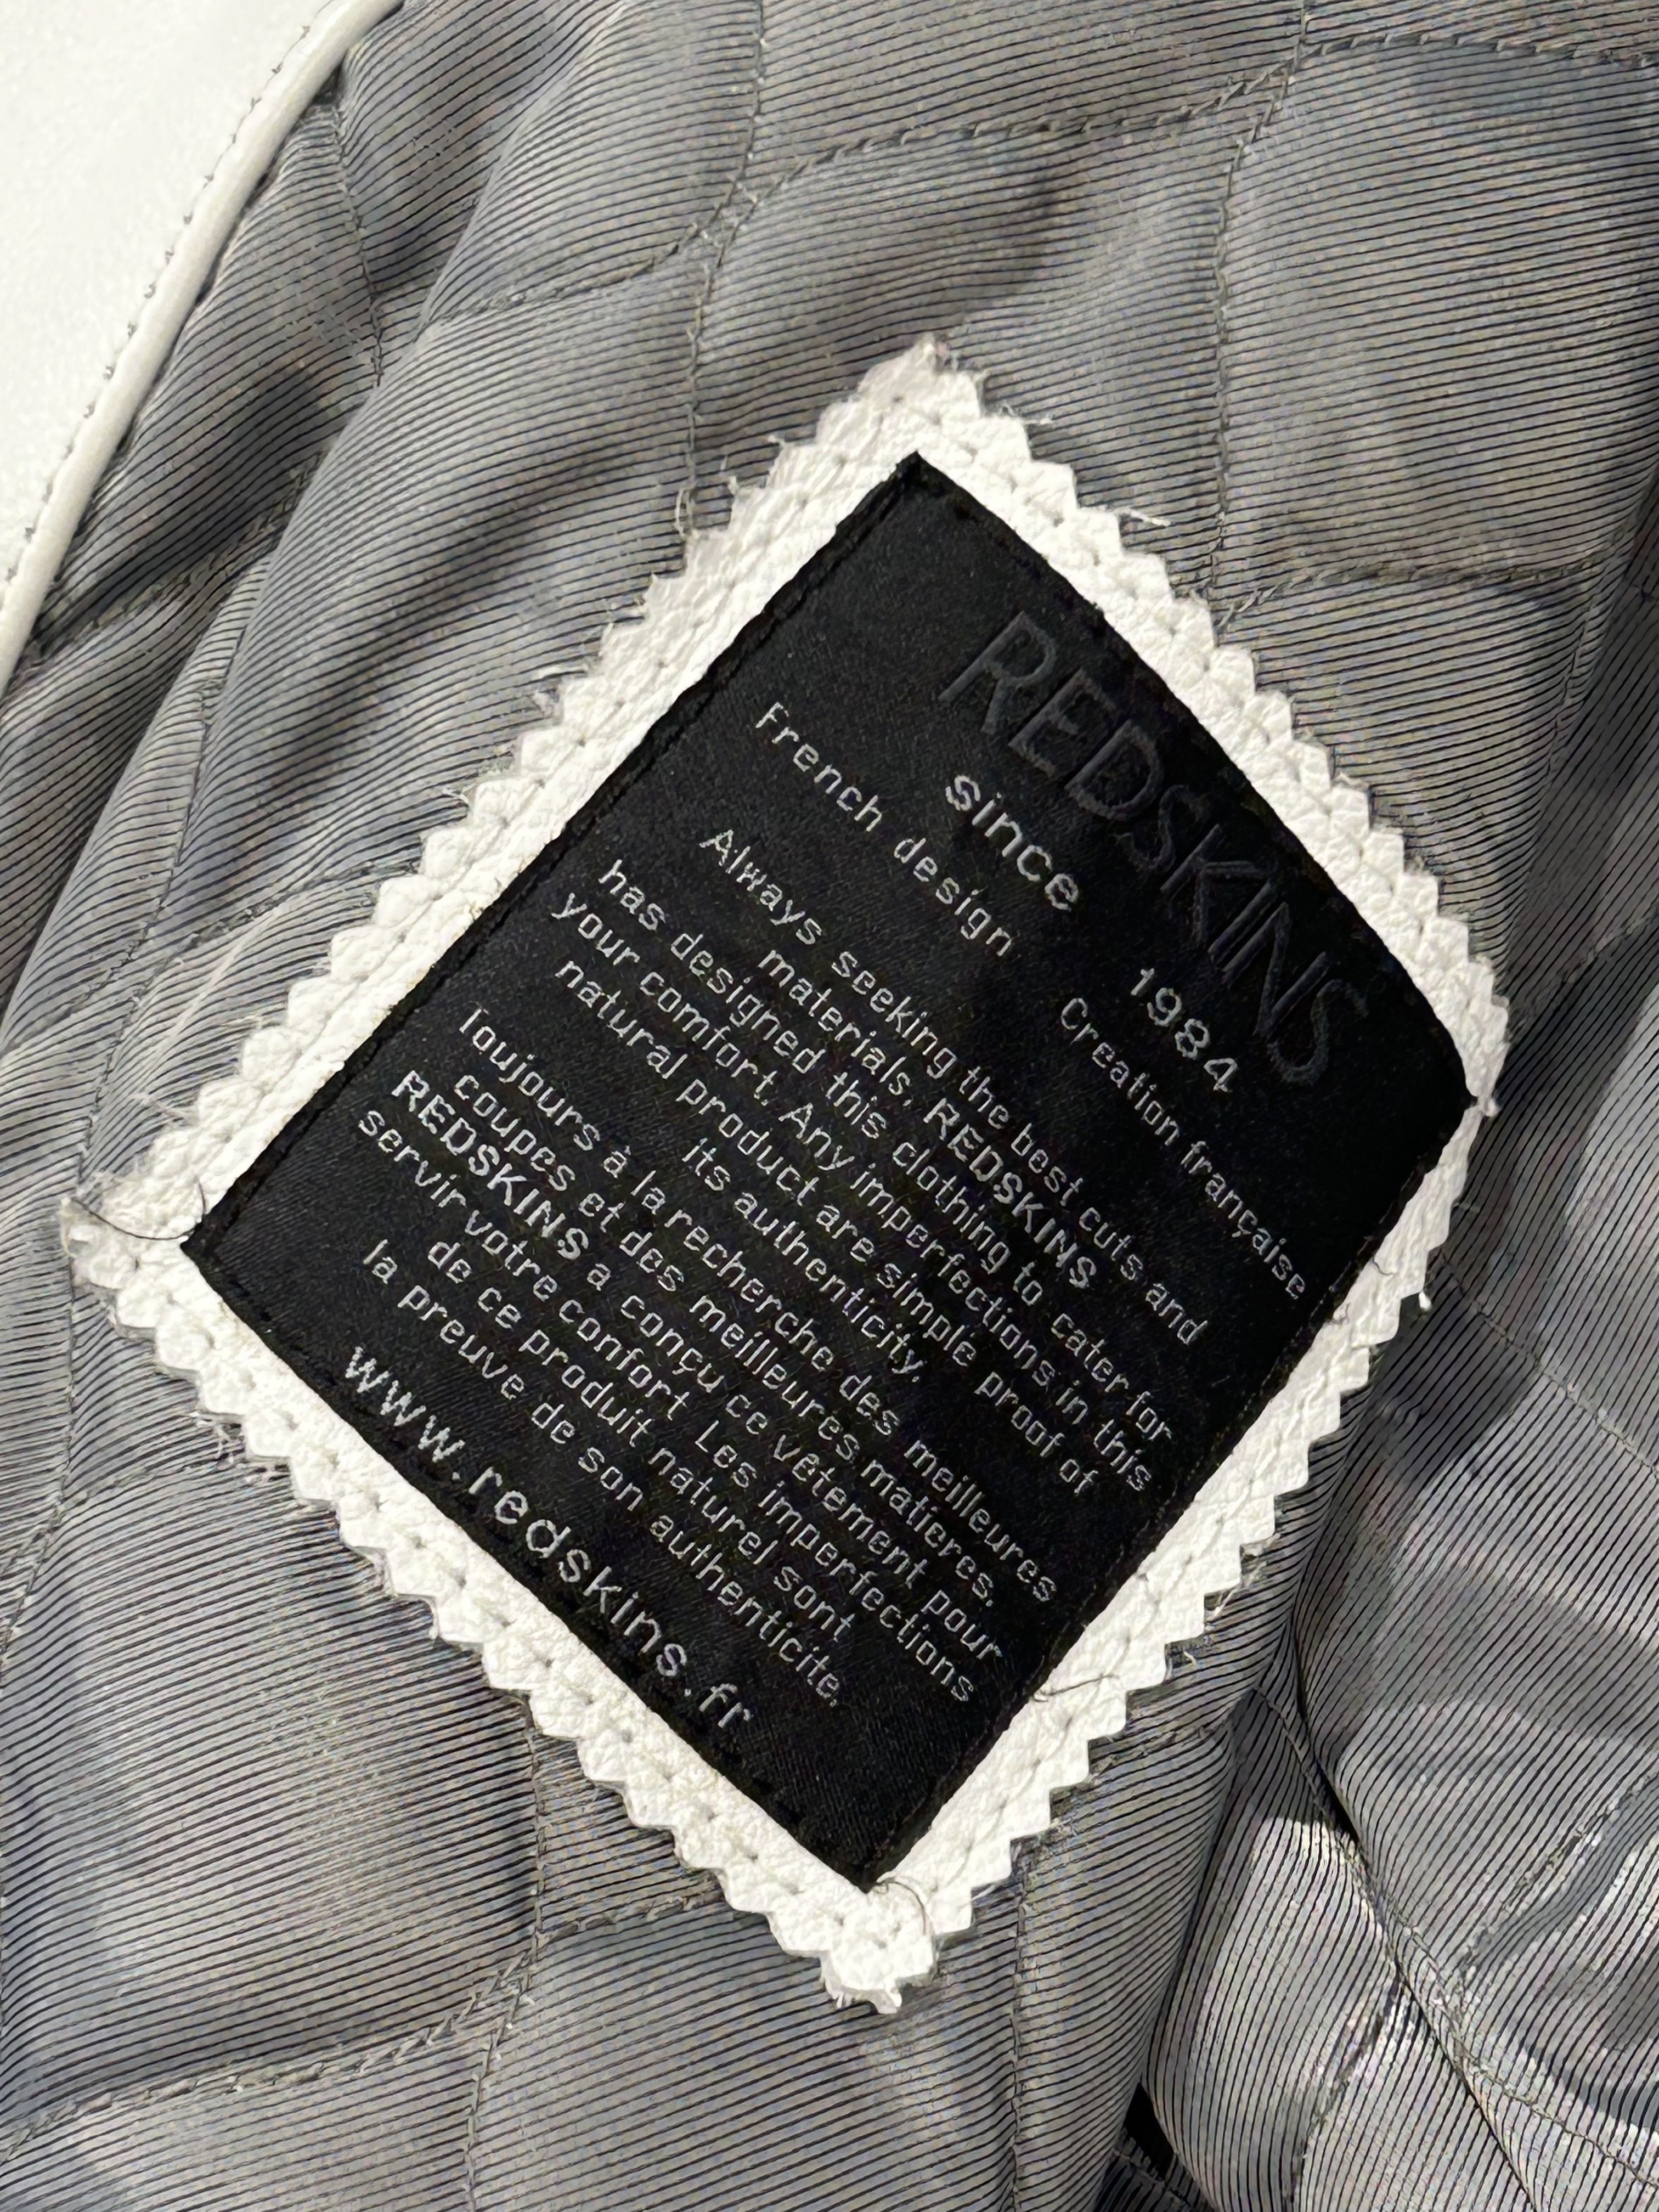 REDSKINS
since 1984
French design Creation française
Always seeking the best cuts and
materials, REDSKINS
has designed this clothing to cater for
your comfort. Any imperfections in this
natural product are simple proof of
its authenticity.
Toujours à la recherche des meilleures
coupes et des meilleures matières,
REDSKINS a conçu ce vêtement pour
servir votre confort. Les imperfections
de ce produit naturel sont
la preuve de son authenticite.
www.redskins.fr